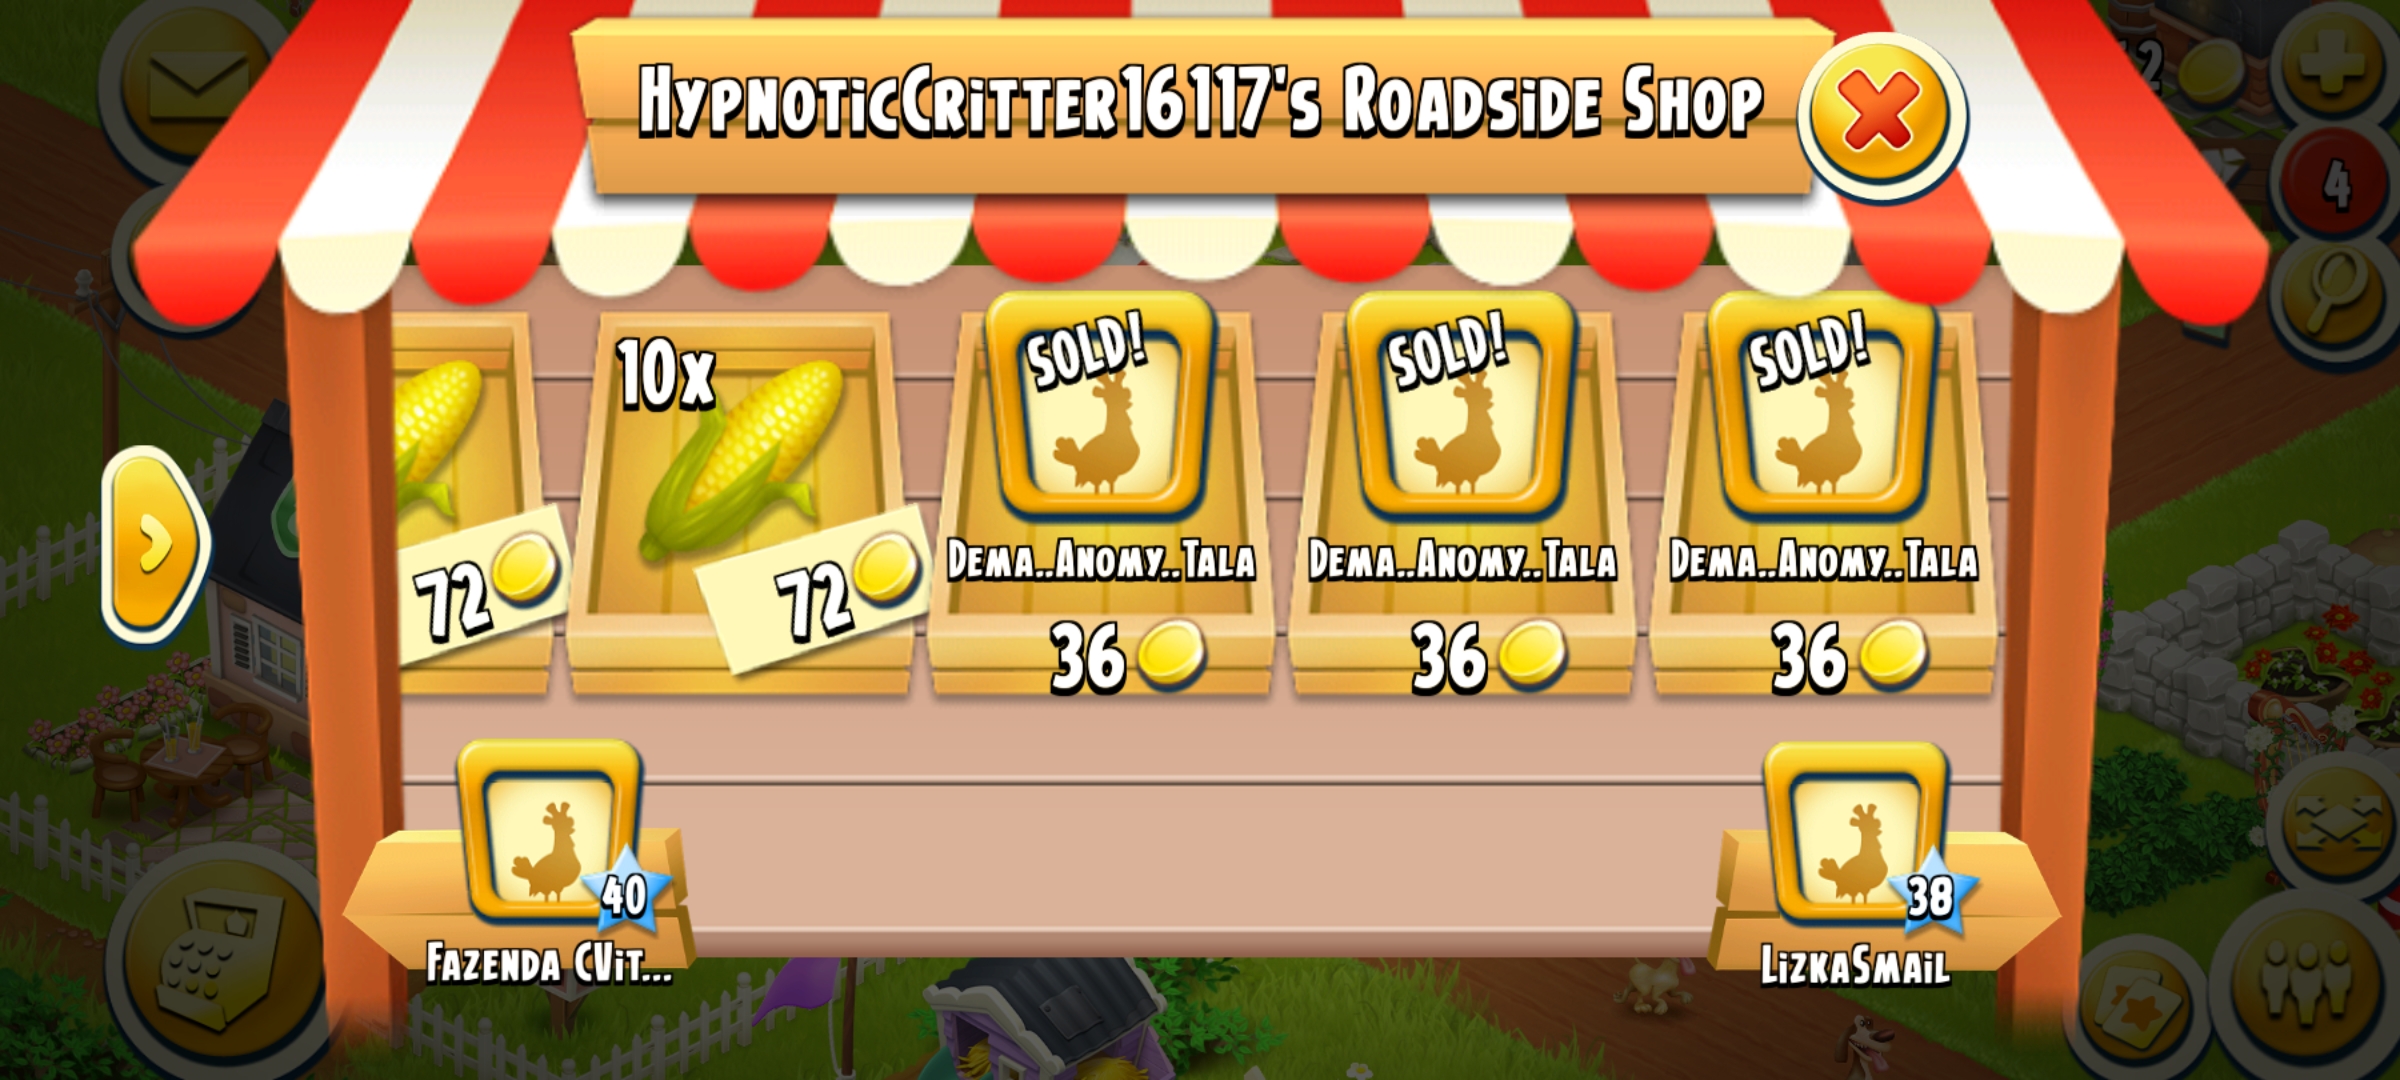 HypnoticCritter16117's Roadside Shop
2
4
10x
SOLD!
SOLD!
SOLD!
72
72
Dema..Anomy..Tala
Dema..Anomy..Tala
Dema..Anomy..Tala
36
36
36
40
38
Fazenda CVit...
LizkaSmail